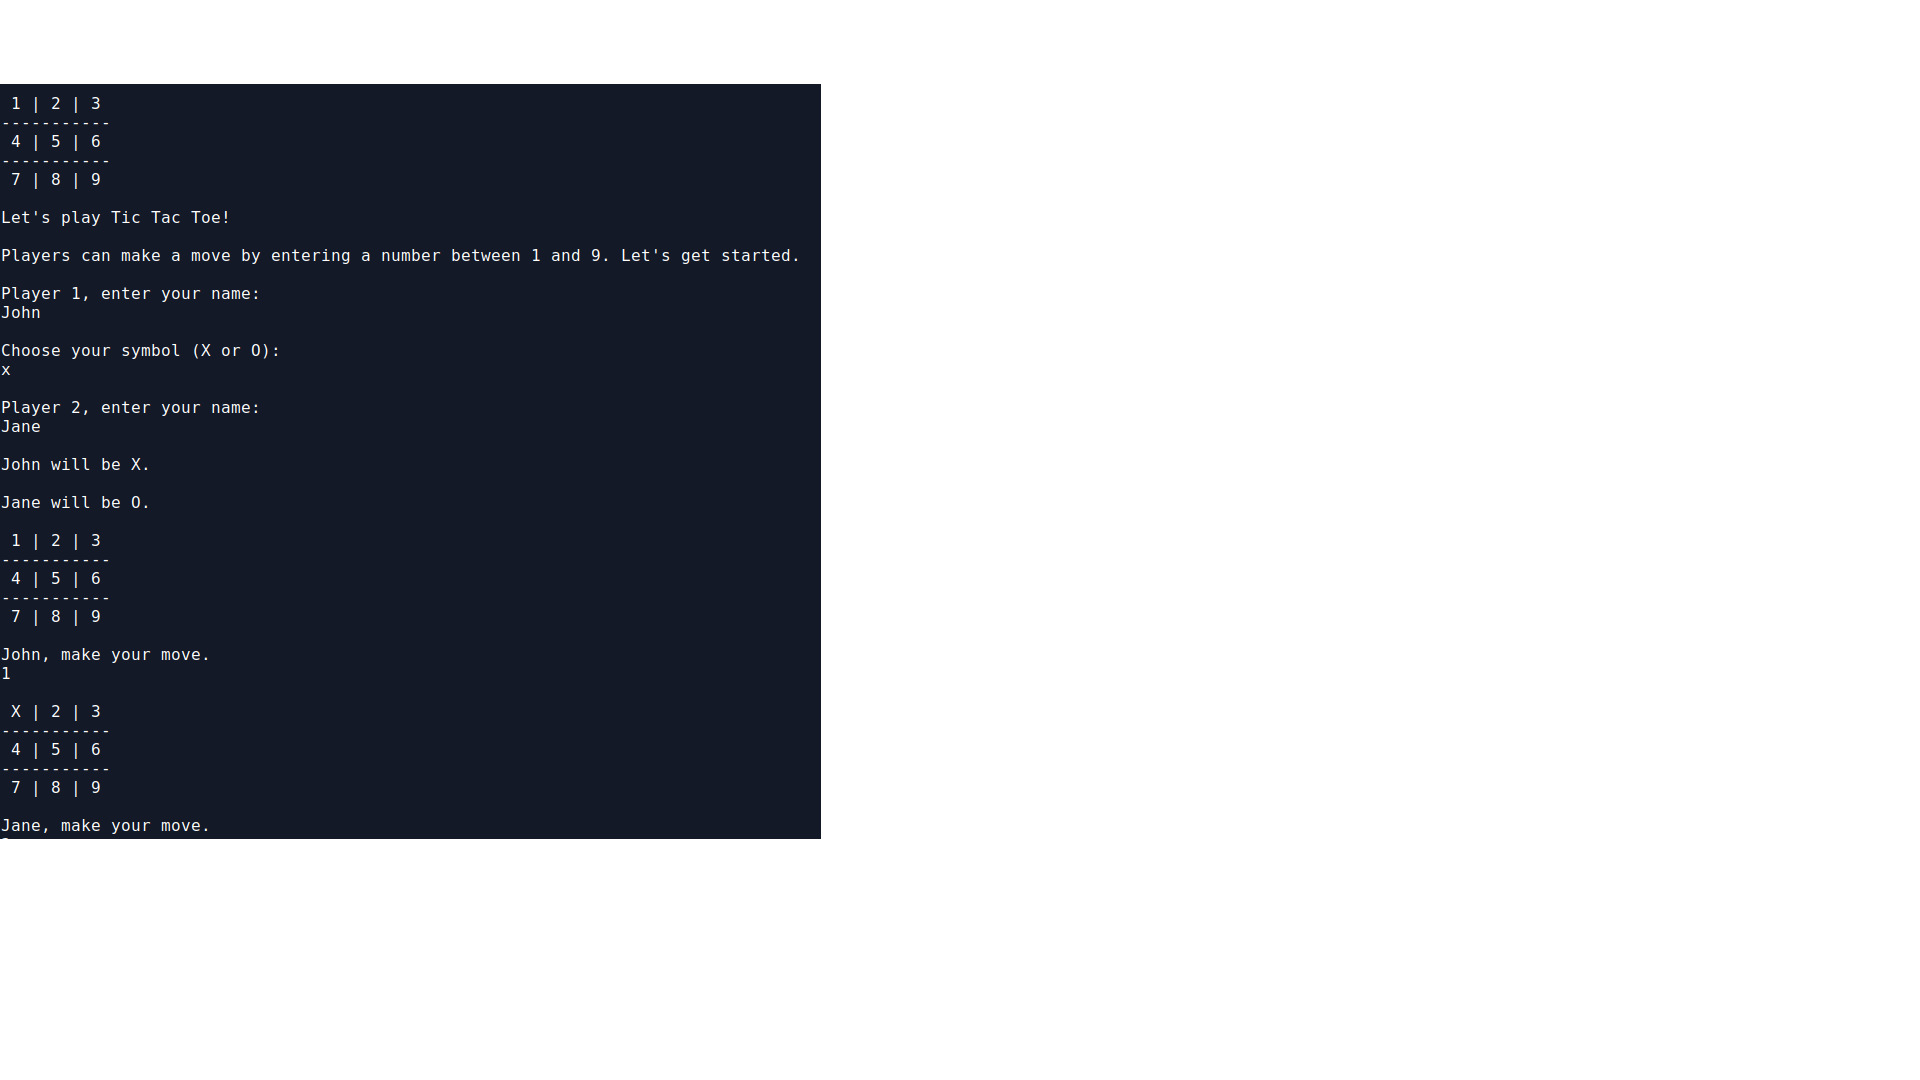 1 | 2 | 3
-----------
4 | 5 | 6
-----------
7 | 8 | 9
Let's play Tic Tac Toe!
Players can make a move by entering a number between 1 and 9. Let's get started.
Player 1, enter your name:
John
Choose your symbol (X or O):
x
Player 2, enter your name:
Jane
John will be X.
Jane will be O.
1 | 2 | 3
-----------
4 | 5 | 6
-----------
7 | 8 | 9
John, make your move.
1
X | 2 | 3
-----------
4 | 5 | 6
-----------
7 | 8 | 9
Jane, make your move.